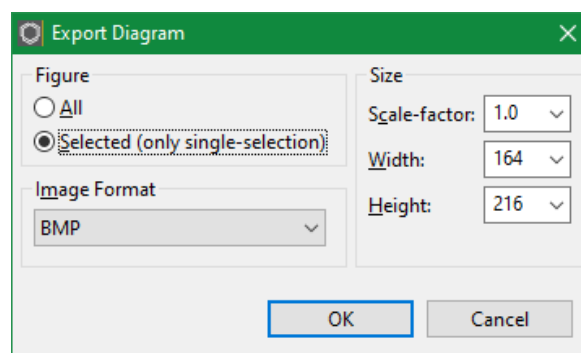 Export Diagram
Figure
All
Selected (only single-selection)
Image Format
BMP
Size
Scale-factor: 1.0
Width: 164
Height: 216
OK
Cancel